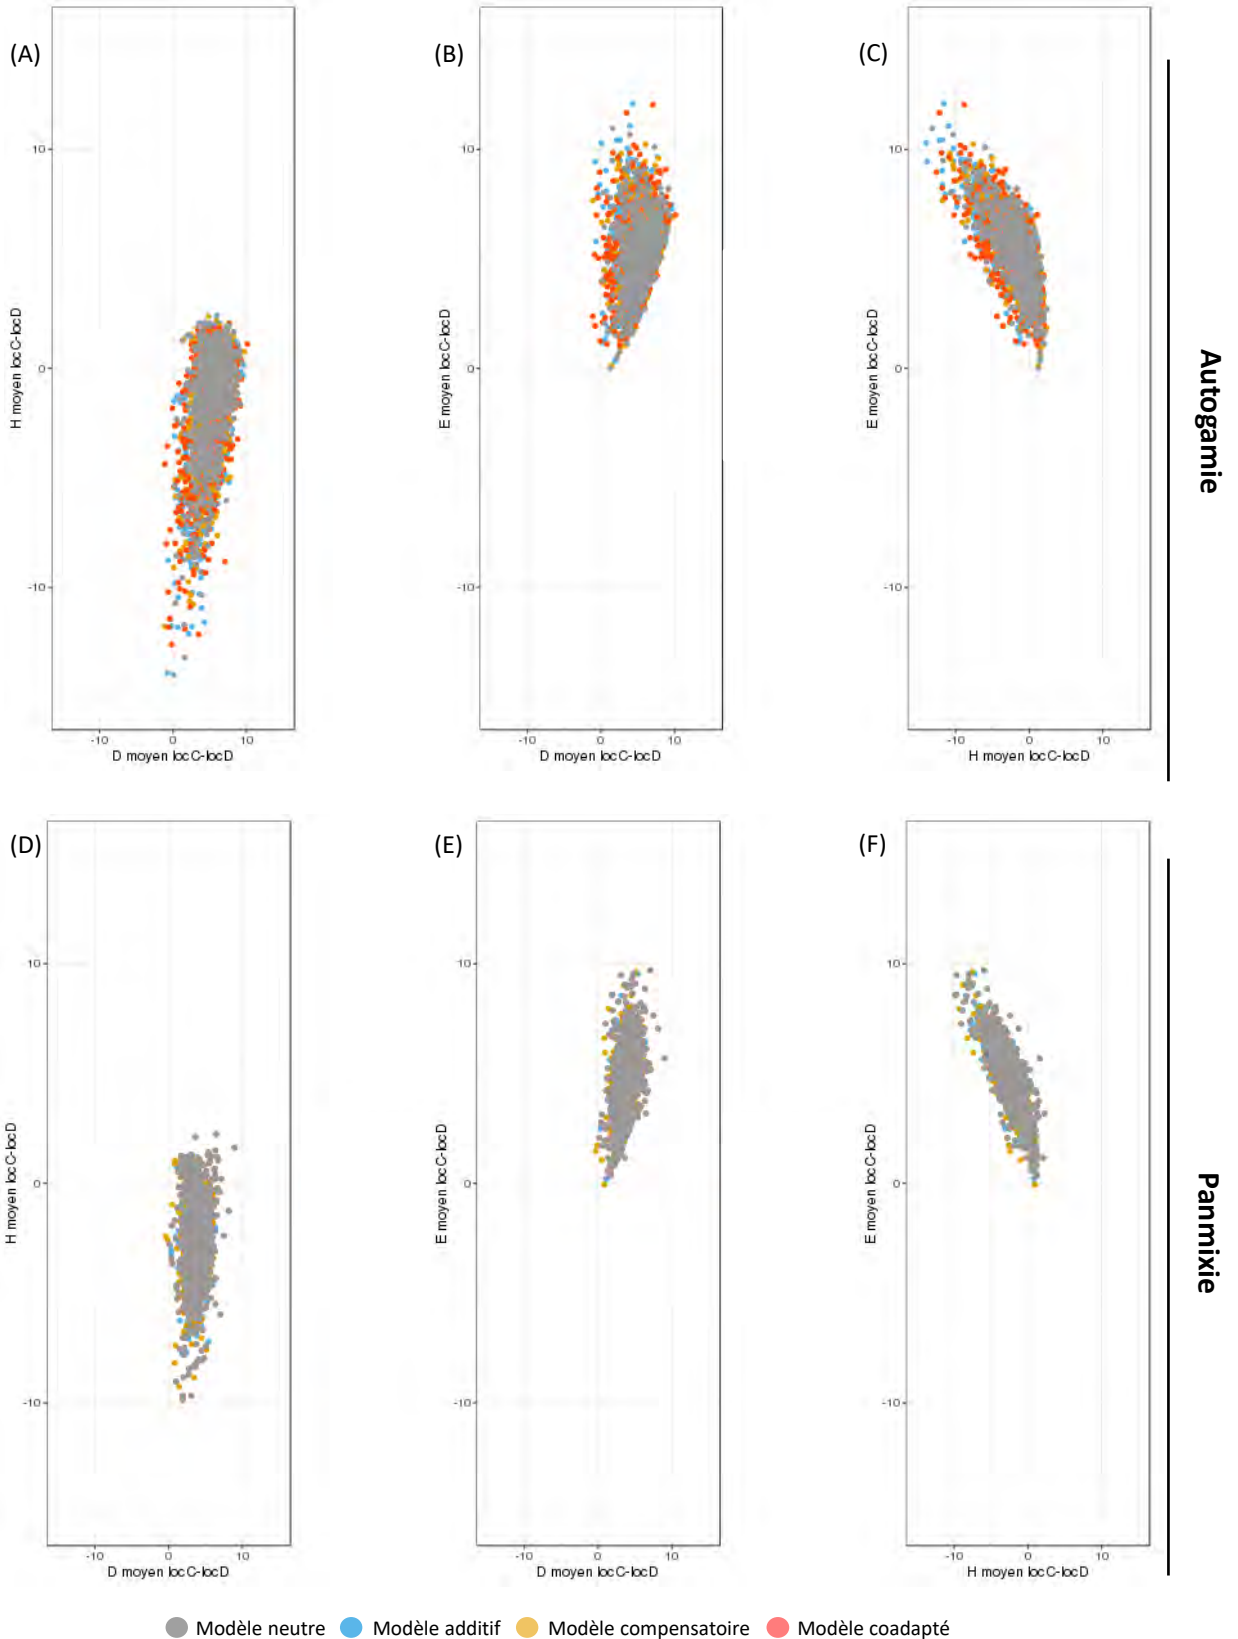 (A)
10
0
-10
H moyen locC-locD
-10 0 10
D moyen locC-locD
(B)
10
0
-10
E moyen locC-locD
-10 0 10
D moyen locC-locD
(C)
10
0
-10
E moyen locC-locD
-10 0 10
H moyen locC-locD
Autogamie
(D)
10
0
-10
H moyen locC-locD
-10 0 10
D moyen locC-locD
(E)
10
0
-10
E moyen locC-locD
-10 0 10
D moyen locC-locD
(F)
10
0
-10
E moyen locC-locD
-10 0 10
H moyen locC-locD
Panmixie
Modèle neutre Modèle additif Modèle compensatoire Modèle coadapté